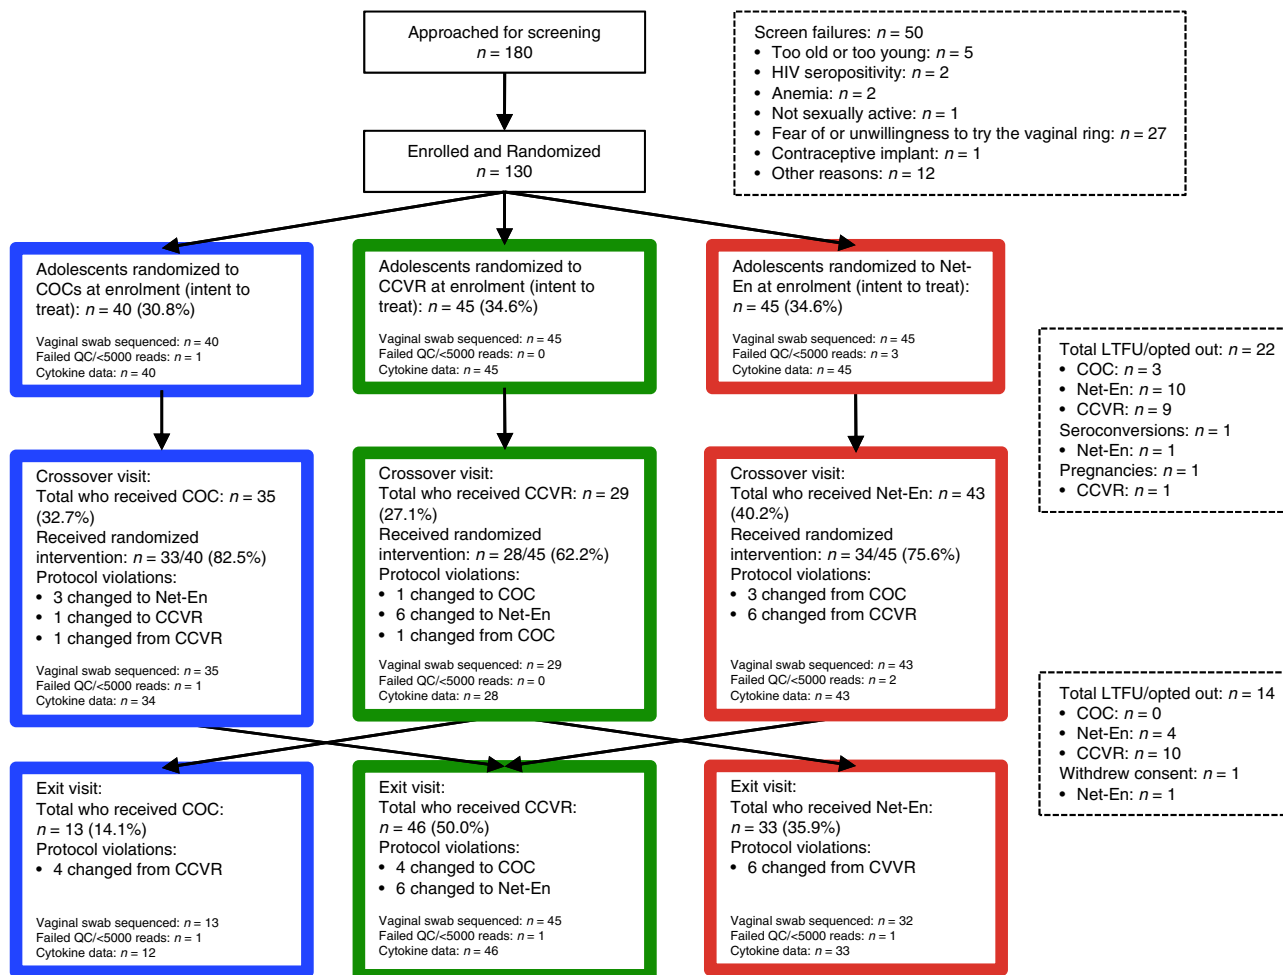 Approached for screening
n = 180
Screen failures: n = 50
• Too old or too young: n = 5
• HIV seropositivity: n = 2
• Anemia: n = 2
• Not sexually active: n = 1
• Fear of or unwillingness to try the vaginal ring: n = 27
• Contraceptive implant: n = 1
• Other reasons: n = 12
Enrolled and Randomized
n = 130
Adolescents randomized to
COCs at enrolment (intent to
treat): n = 40 (30.8%)
Vaginal swab sequenced: n = 40
Failed QC/<5000 reads: n = 1
Cytokine data: n = 40
Adolescents randomized to
CCVR at enrolment (intent to
treat): n = 45 (34.6%)
Vaginal swab sequenced: n = 45
Failed QC/<5000 reads: n = 0
Cytokine data: n = 45
Adolescents randomized to Net-
En at enrolment (intent to treat):
n = 45 (34.6%)
Vaginal swab sequenced: n = 45
Failed QC/<5000 reads: n = 3
Cytokine data: n = 45
Total LTFU/opted out: n = 22
• COC: n = 3
• Net-En: n = 10
• CCVR: n = 9
Seroconversions: n = 1
• Net-En: n = 1
Pregnancies: n = 1
• CCVR: n = 1
Crossover visit:
Total who received COC: n = 35
(32.7%)
Received randomized
intervention: n = 33/40 (82.5%)
Protocol violations:
• 3 changed to Net-En
• 1 changed to CCVR
• 1 changed from CCVR
Vaginal swab sequenced: n = 35
Failed QC/<5000 reads: n = 1
Cytokine data: n = 34
Crossover visit:
Total who received CCVR: n = 29
(27.1%)
Received randomized
intervention: n = 28/45 (62.2%)
Protocol violations:
• 1 changed to COC
• 6 changed to Net-En
• 1 changed from COC
Vaginal swab sequenced: n = 29
Failed QC/<5000 reads: n = 0
Cytokine data: n = 28
Crossover visit:
Total who received Net-En: n = 43
(40.2%)
Received randomized
intervention: n = 34/45 (75.6%)
Protocol violations:
• 3 changed from COC
• 6 changed from CCVR
Vaginal swab sequenced: n = 43
Failed QC/<5000 reads: n = 2
Cytokine data: n = 43
Total LTFU/opted out: n = 14
• COC: n = 0
• Net-En: n = 4
• CCVR: n = 10
Withdrew consent: n = 1
• Net-En: n = 1
Exit visit:
Total who received COC:
n = 13 (14.1%)
Protocol violations:
• 4 changed from CCVR
Vaginal swab sequenced: n = 13
Failed QC/<5000 reads: n = 1
Cytokine data: n = 12
Exit visit:
Total who received CCVR:
n = 46 (50.0%)
Protocol violations:
• 4 changed to COC
• 6 changed to Net-En
Vaginal swab sequenced: n = 45
Failed QC/<5000 reads: n = 1
Cytokine data: n = 46
Exit visit:
Total who received Net-En:
n = 33 (35.9%)
Protocol violations:
• 6 changed from CVVR
Vaginal swab sequenced: n = 32
Failed QC/<5000 reads: n = 1
Cytokine data: n = 33